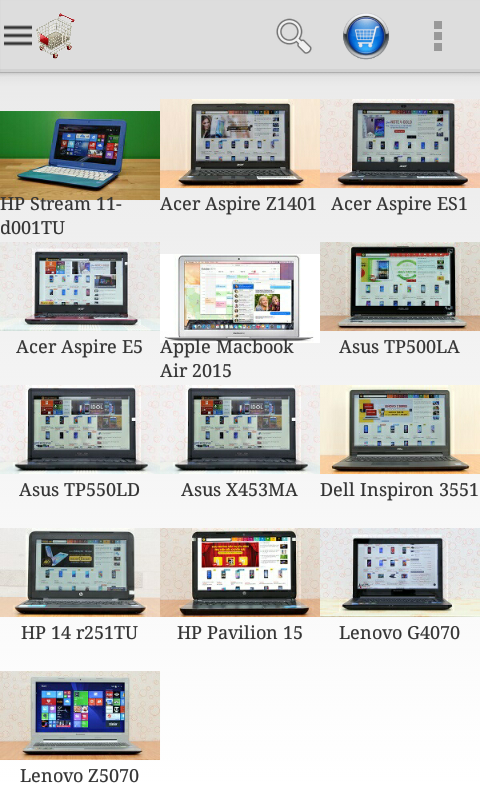 HP Stream 11-
d001TU
Acer Aspire Z1401
Acer Aspire ES1
Acer Aspire E5
Apple Macbook
Air 2015
Asus TP500LA
Asus TP550LD
Asus X453MA
Dell Inspiron 3551
HP 14 r251TU
HP Pavilion 15
Lenovo G4070
Lenovo Z5070